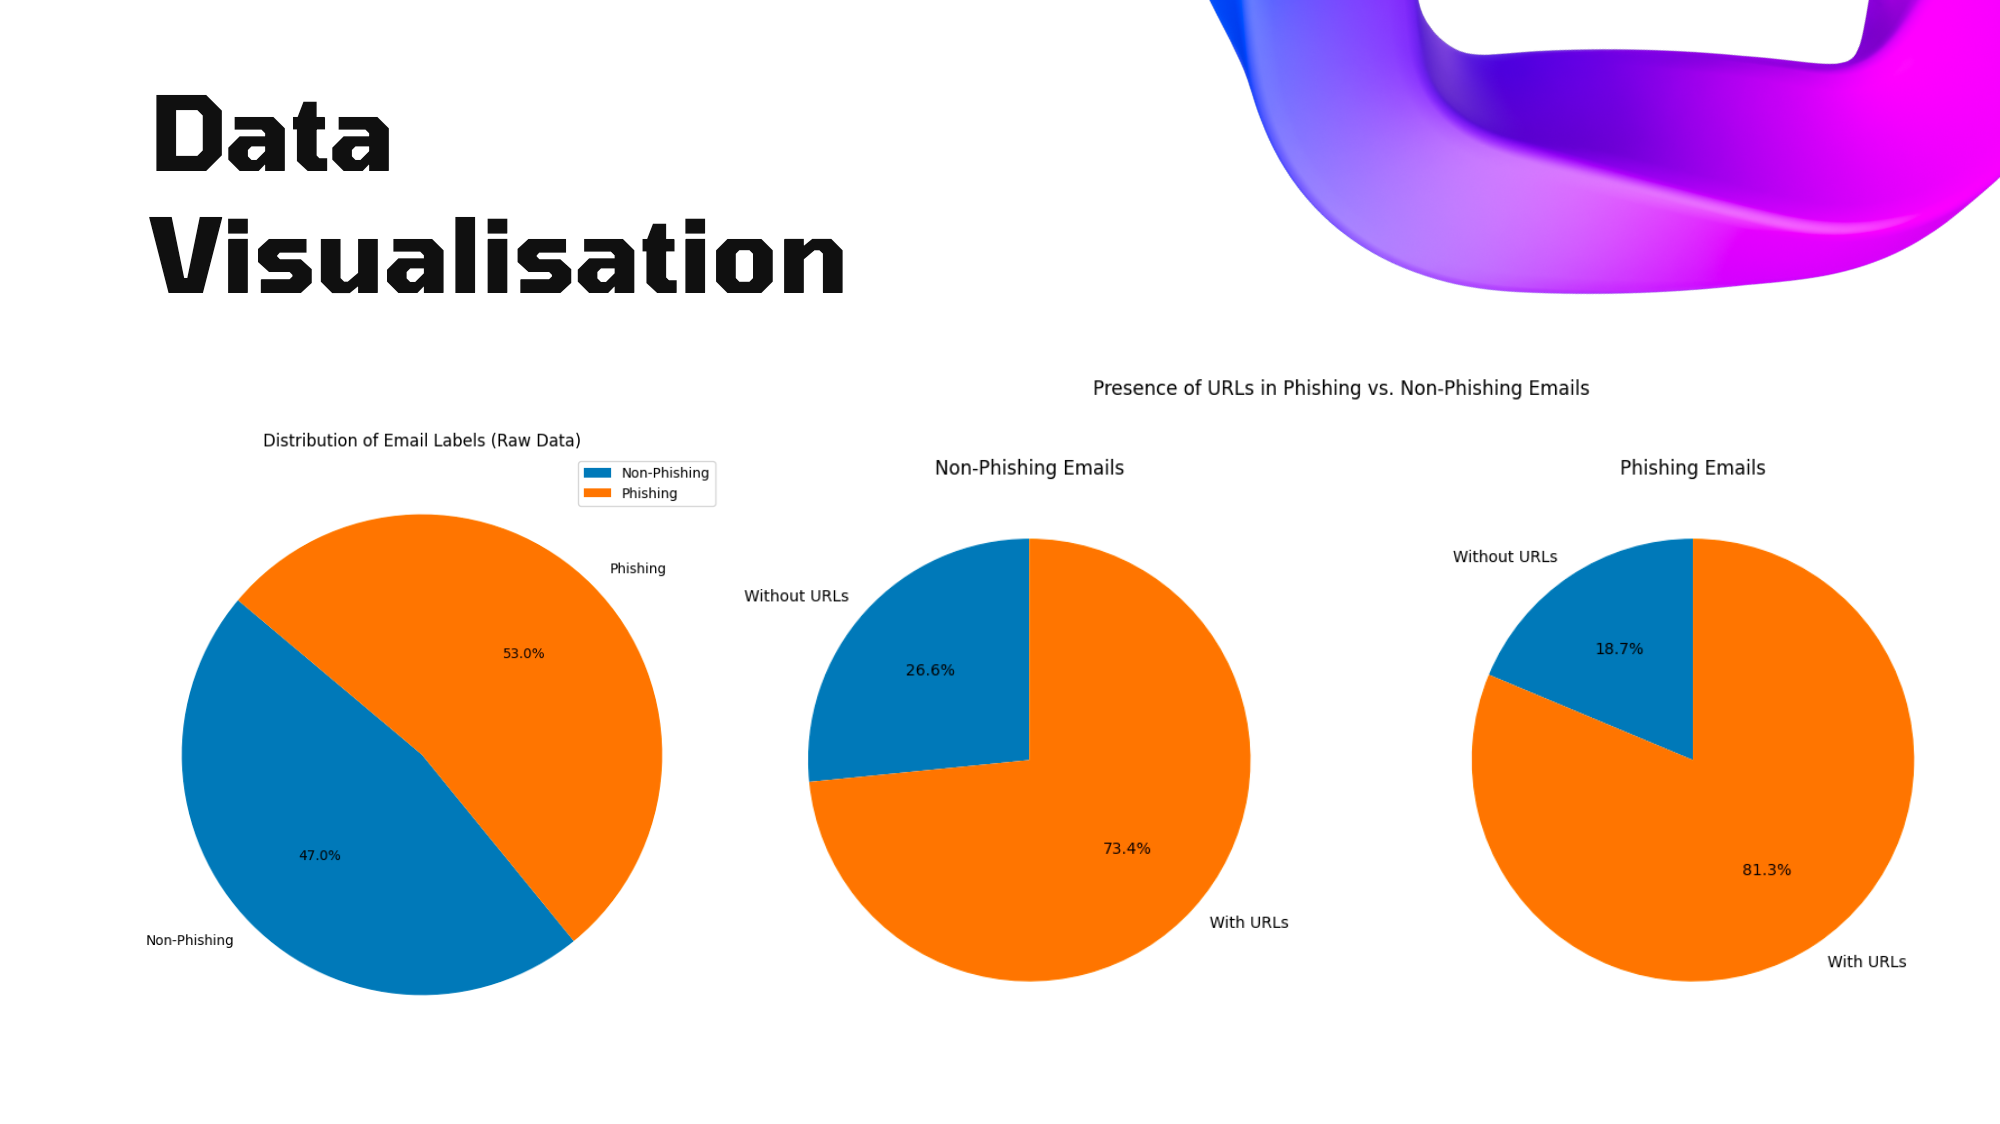 Data
Visualisation
Presence of URLs in Phishing vs. Non-Phishing Emails
Distribution of Email Labels (Raw Data)
Non-Phishing
Phishing
Phishing
53.0%
47.0%
Non-Phishing
Non-Phishing Emails
Without URLs
26.6%
73.4%
With URLs
Phishing Emails
Without URLs
18.7%
81.3%
With URLs